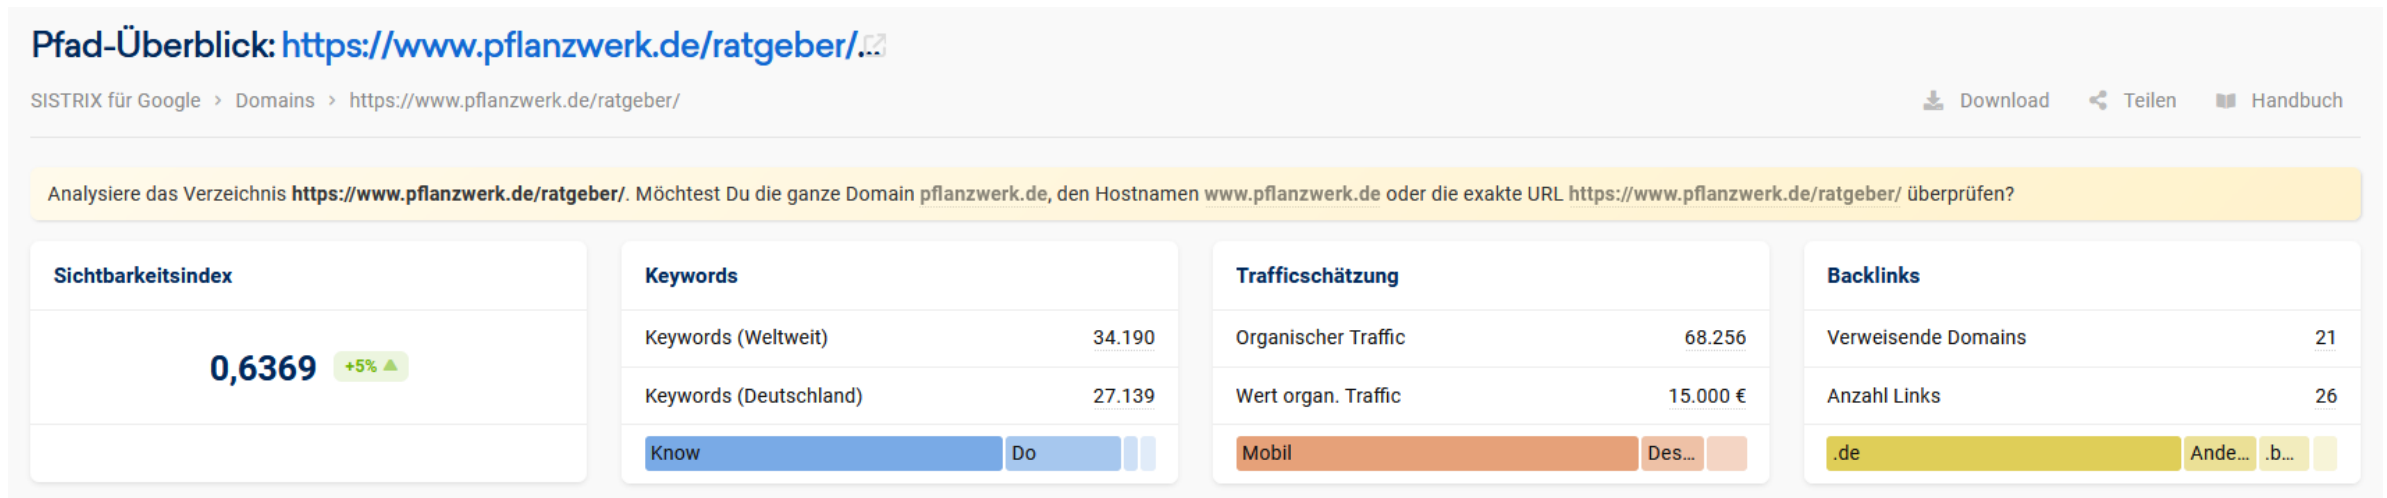 Pfad-Überblick: https://www.pflanzwerk.de/ratgeber/...
SISTRIX für Google > Domains > https://www.pflanzwerk.de/ratgeber/
Download Teilen Handbuch
Analysiere das Verzeichnis https://www.pflanzwerk.de/ratgeber/. Möchtest Du die ganze Domain pflanzwerk.de, den Hostnamen www.pflanzwerk.de oder die exakte URL https://www.pflanzwerk.de/ratgeber/ überprüfen?
Sichtbarkeitsindex
0,6369 +5%
Keywords
Keywords (Weltweit) 34.190
Keywords (Deutschland) 27.139
Know Do
Trafficschätzung
Organischer Traffic 68.256
Wert organ. Traffic 15.000 €
Mobil Des...
Backlinks
Verweisende Domains 21
Anzahl Links 26
.de Ande... .b...